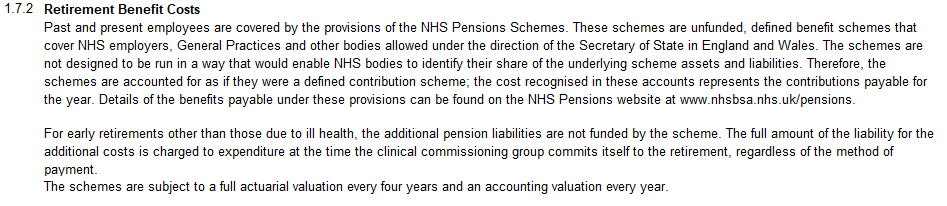 1.7.2 Retirement Benefit Costs
Past and present employees are covered by the provisions of the NHS Pensions Schemes. These schemes are unfunded, defined benefit schemes that
cover NHS employers, General Practices and other bodies allowed under the direction of the Secretary of State in England and Wales. The schemes are
not designed to be run in a way that would enable NHS bodies to identify their share of the underlying scheme assets and liabilities. Therefore, the
schemes are accounted for as if they were a defined contribution scheme; the cost recognised in these accounts represents the contributions payable for
the year. Details of the benefits payable under these provisions can be found on the NHS Pensions website at www.nhsbsa.nhs.uk/pensions.
For early retirements other than those due to ill health, the additional pension liabilities are not funded by the scheme. The full amount of the liability for the
additional costs is charged to expenditure at the time the clinical commissioning group commits itself to the retirement, regardless of the method of
payment.
The schemes are subject to a full actuarial valuation every four years and an accounting valuation every year.